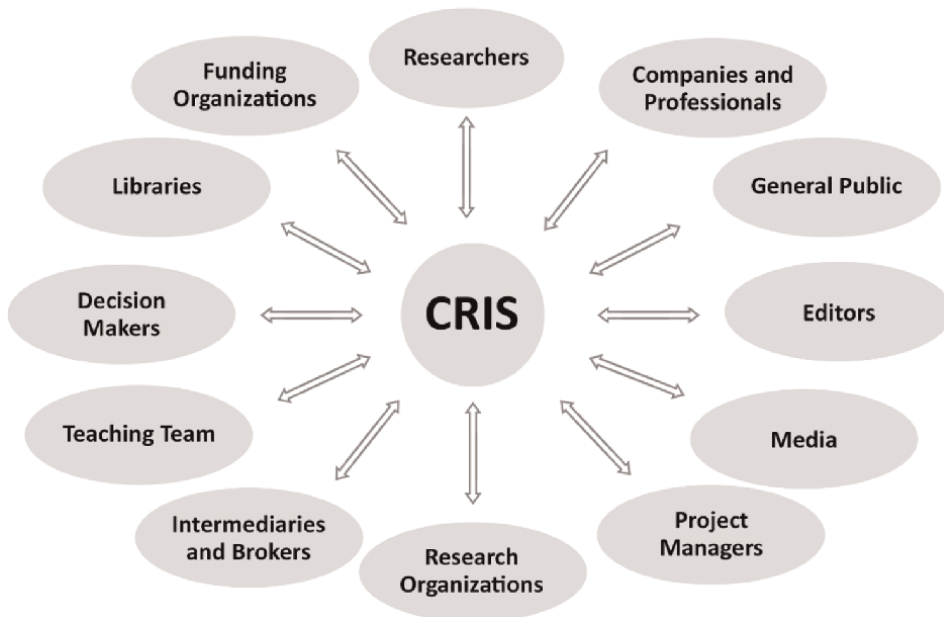 Researchers
Funding
Organizations
Companies and
Professionals
Libraries
General Public
CRIS
Decision
Makers
Editors
Teaching Team
Media
Intermediaries
and Brokers
Project
Managers
Research
Organizations